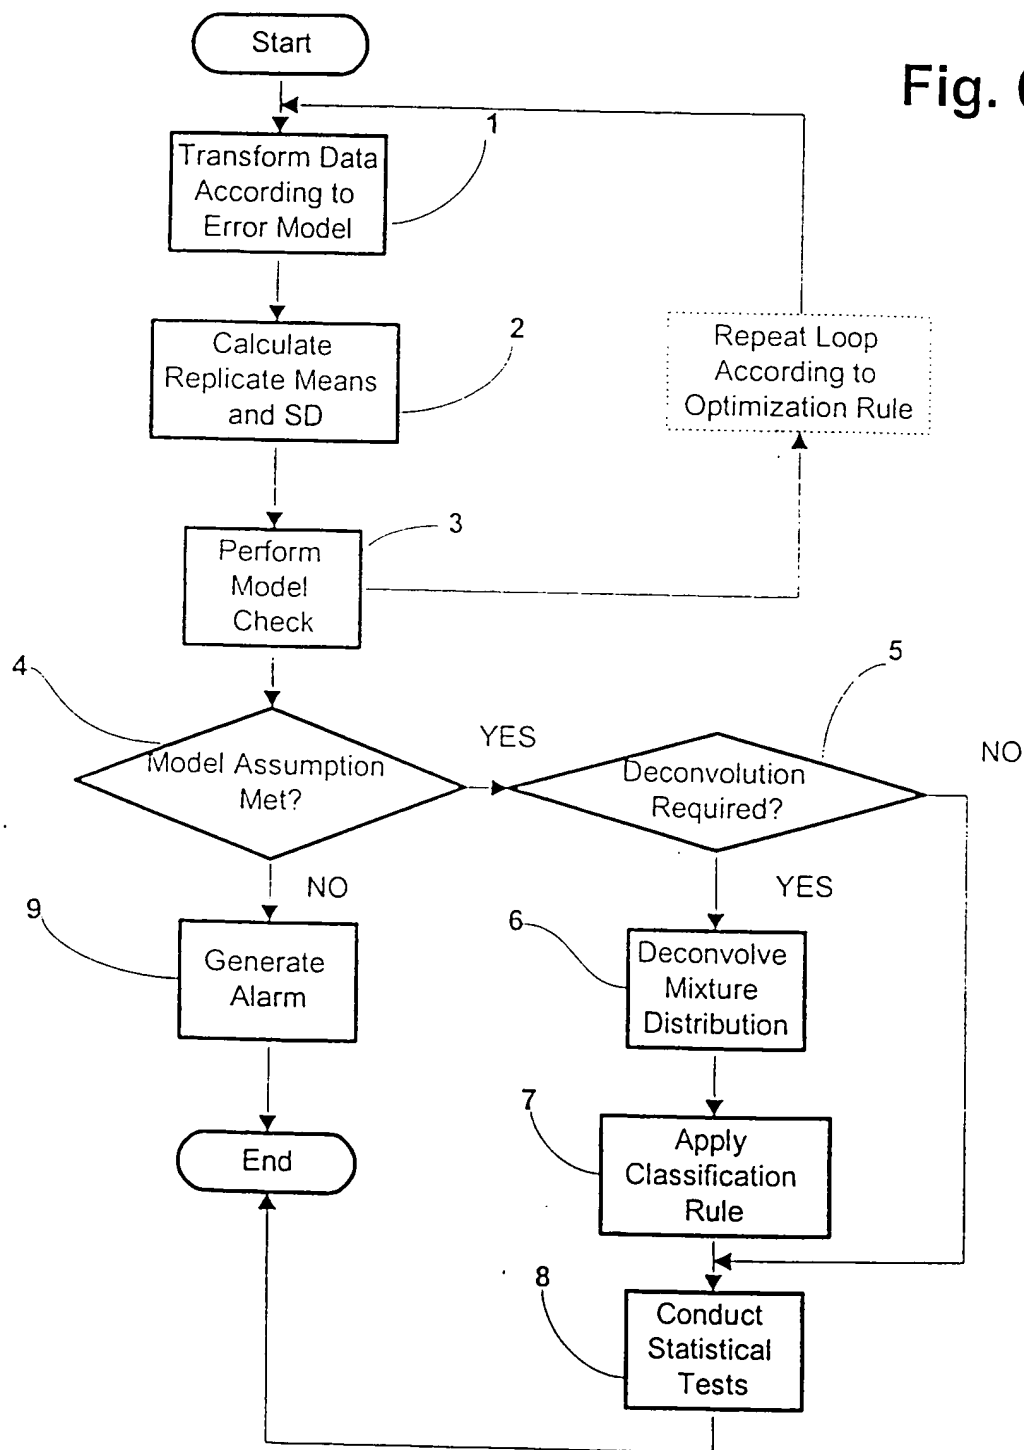 Start
Fig.
1
Transform Data
According to
Error Model
2
Calculate
Replicate Means
and SD
Repeat Loop
According to
Optimization Rule
3
Perform
Model
Check
4
5
YES
NO
Model Assumption
Met?
Deconvolution
Required?
NO
YES
9
6
Generate
Alarm
Deconvolve
Mixture
Distribution
7
End
Apply
Classification
Rule
8
Conduct
Statistical
Tests